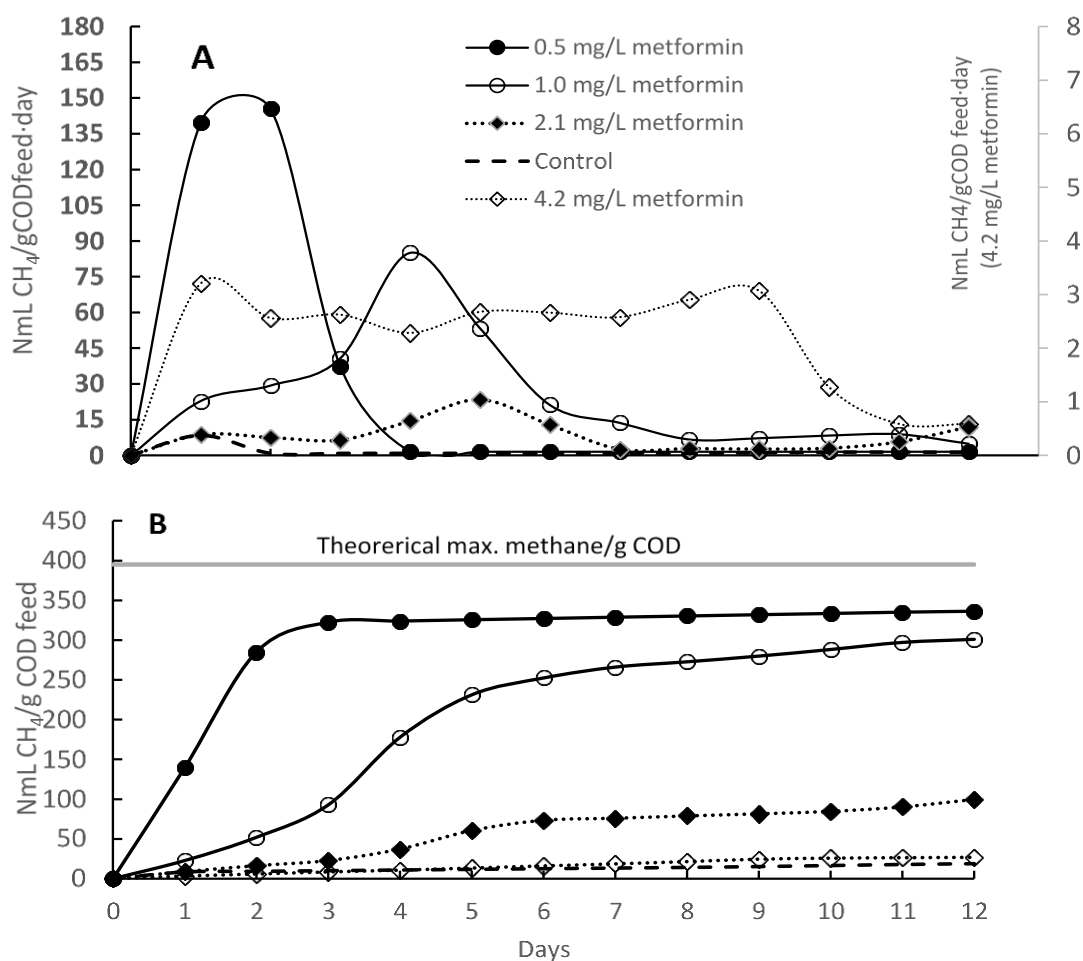 A
180
165
150
135
120
105
90
75
60
45
30
15
0
NmL CH4/gCODfeed·day
0.5 mg/L metformin
1.0 mg/L metformin
2.1 mg/L metformin
Control
4.2 mg/L metformin
8
7
6
5
4
3
2
1
0
NmL CH4/gCOD feed·day
(4.2 mg/L metformin)
B
450
400
350
300
250
200
150
100
50
0
NmL CH4/g COD feed
Theorerical max. methane/g COD
0 1 2 3 4 5 6 7 8 9 10 11 12
Days